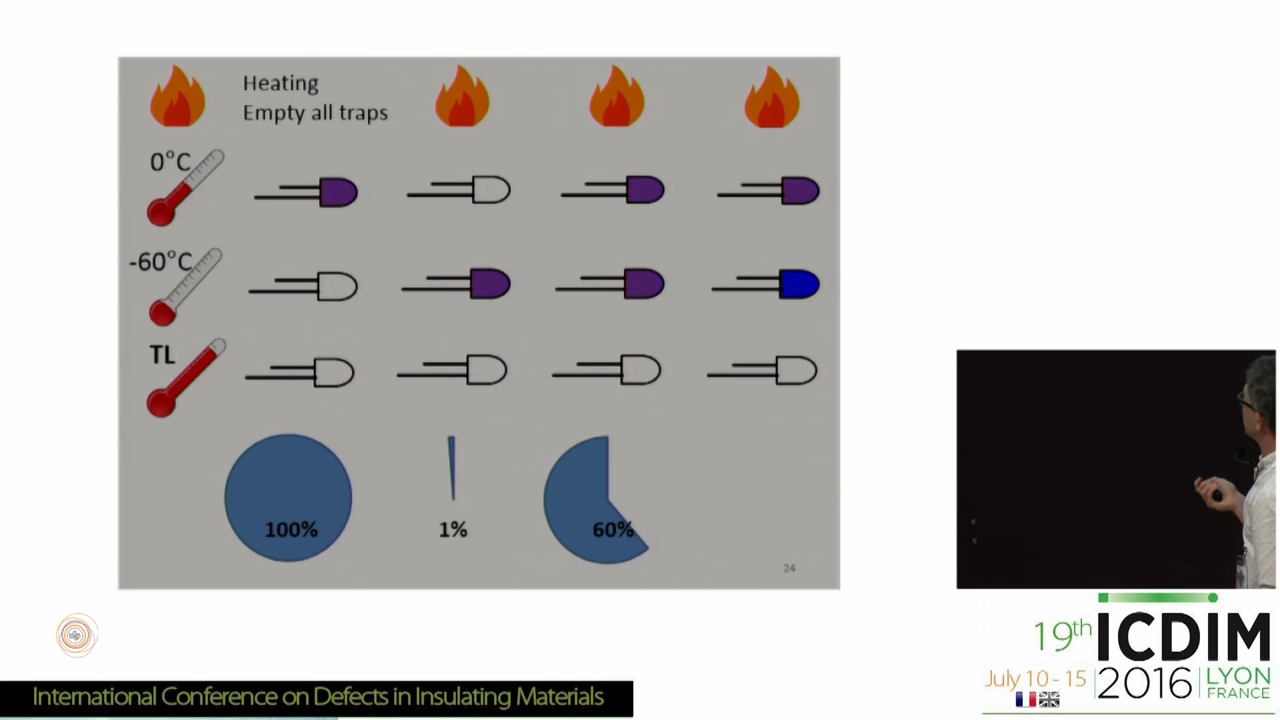 Heating
Empty all traps
0°C
-60°C
TL
100%
1%
60%
24
19th ICDIM
July 10 - 15 2016 LYON
FRANCE
International Conference on Defects in Insulating Materials